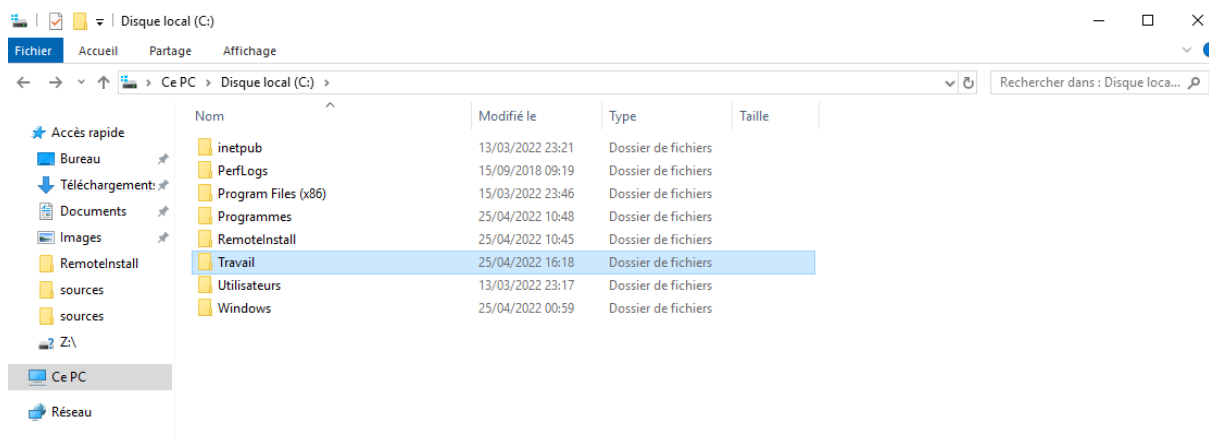 Disque local (C:)
Fichier Accueil Partage Affichage
Ce PC > Disque local (C:) >
Rechercher dans : Disque loca...
Nom Modifié le Type Taille
Accès rapide
Bureau
Téléchargement:
Documents
Images
RemoteInstall
sources
sources
Z:\
Ce PC
Réseau
inetpub 13/03/2022 23:21 Dossier de fichiers
PerfLogs 15/09/2018 09:19 Dossier de fichiers
Program Files (x86) 15/03/2022 23:46 Dossier de fichiers
Programmes 25/04/2022 10:48 Dossier de fichiers
RemoteInstall 25/04/2022 10:45 Dossier de fichiers
Travail 25/04/2022 16:18 Dossier de fichiers
Utilisateurs 13/03/2022 23:17 Dossier de fichiers
Windows 25/04/2022 00:59 Dossier de fichiers